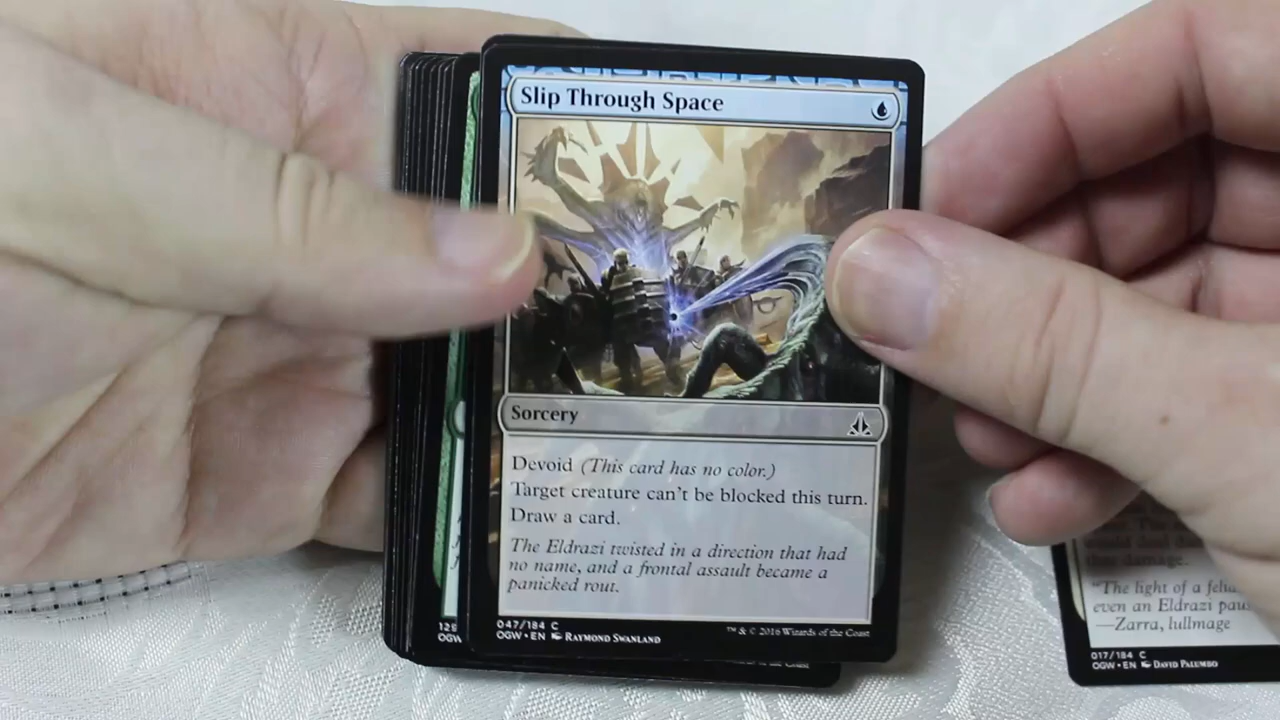 Slip Through Space
Sorcery
Devoid (This card has no color.)
Target creature can't be blocked this turn.
Draw a card.
The Eldrazi twisted in a direction that had
no name, and a frontal assault became a
panicked rout.
047/184 C
OGW • EN RAYMOND SWANLAND
™ & © 2016 Wizards of the Coast
129
OGW
damage.
"The light of a
even an Eldrazi
—Zarra, lullmage
017/184 C
OGW • EN DAVID PALUMBO